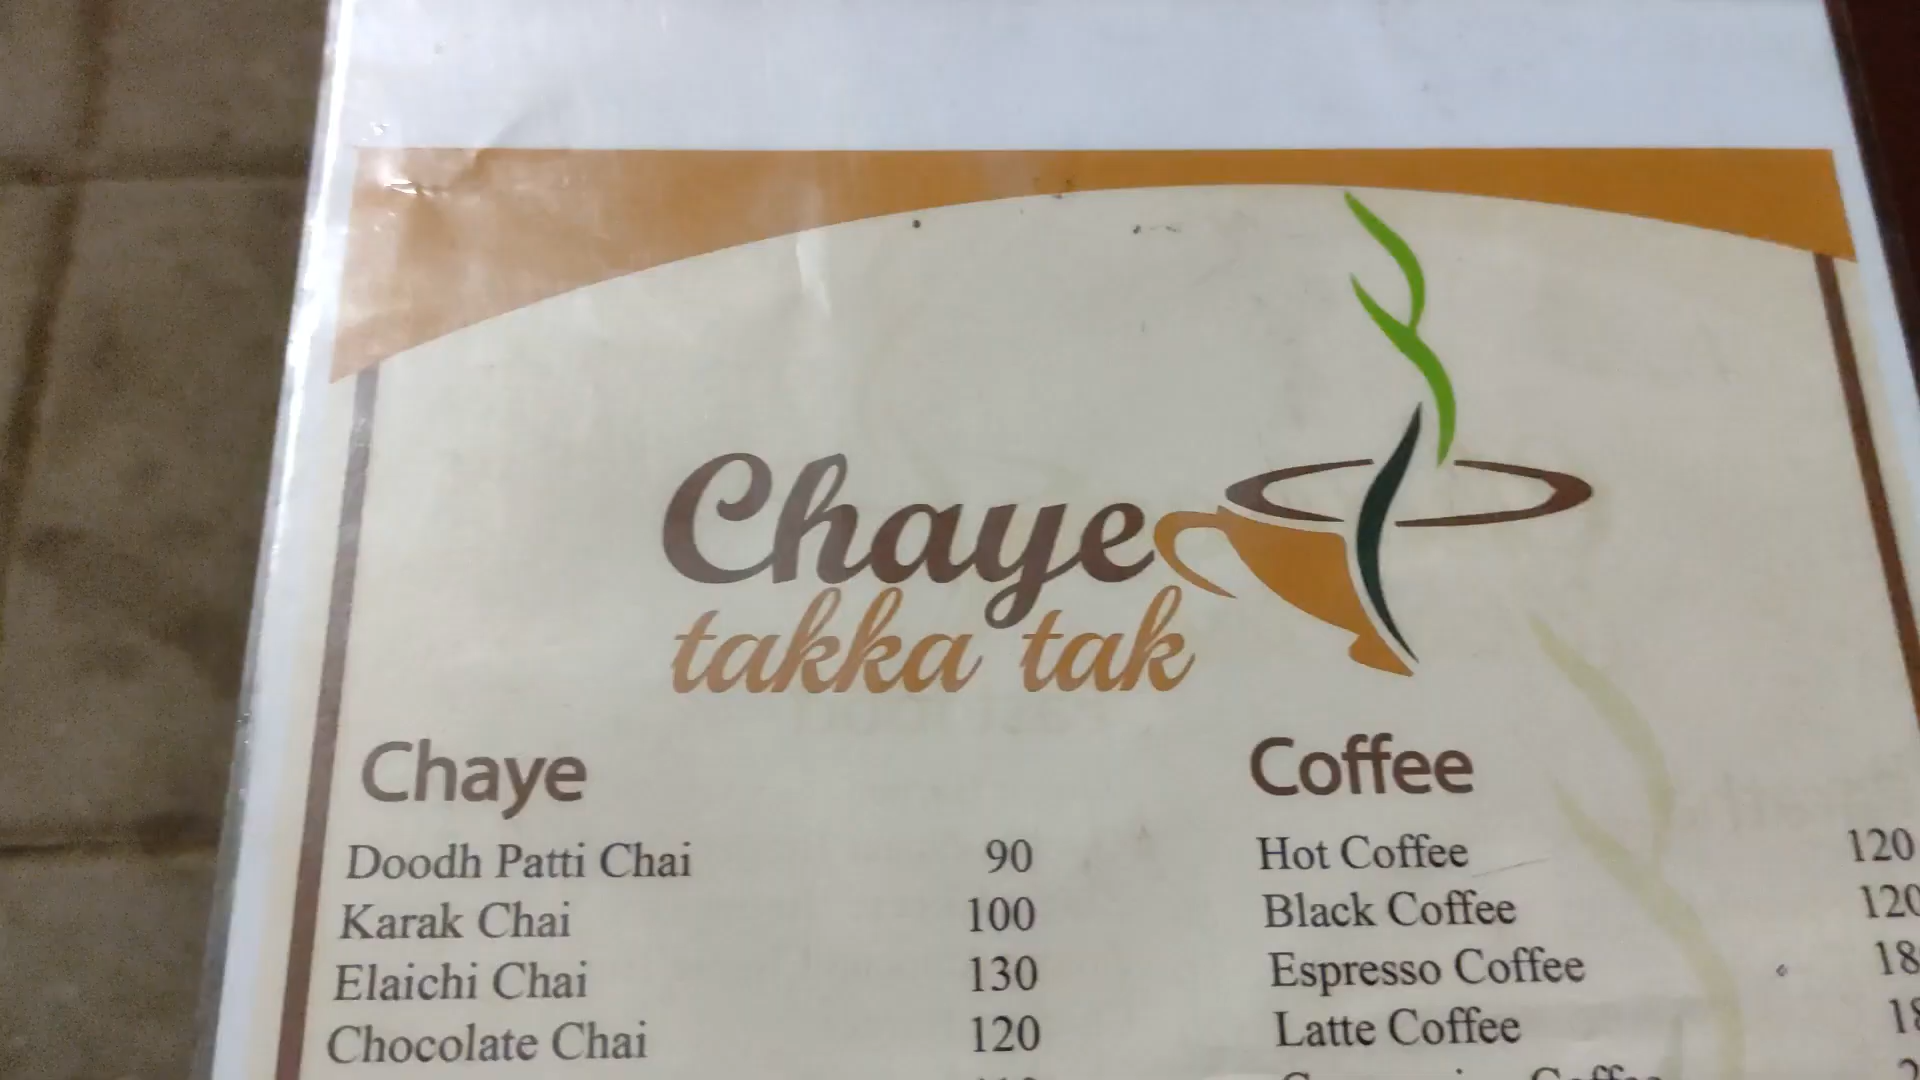 Chaye
takka tak
Chaye
Doodh Patti Chai 90
Karak Chai 100
Elaichi Chai 130
Chocolate Chai 120
Coffee
Hot Coffee 120
Black Coffee 120
Espresso Coffee
Latte Coffee